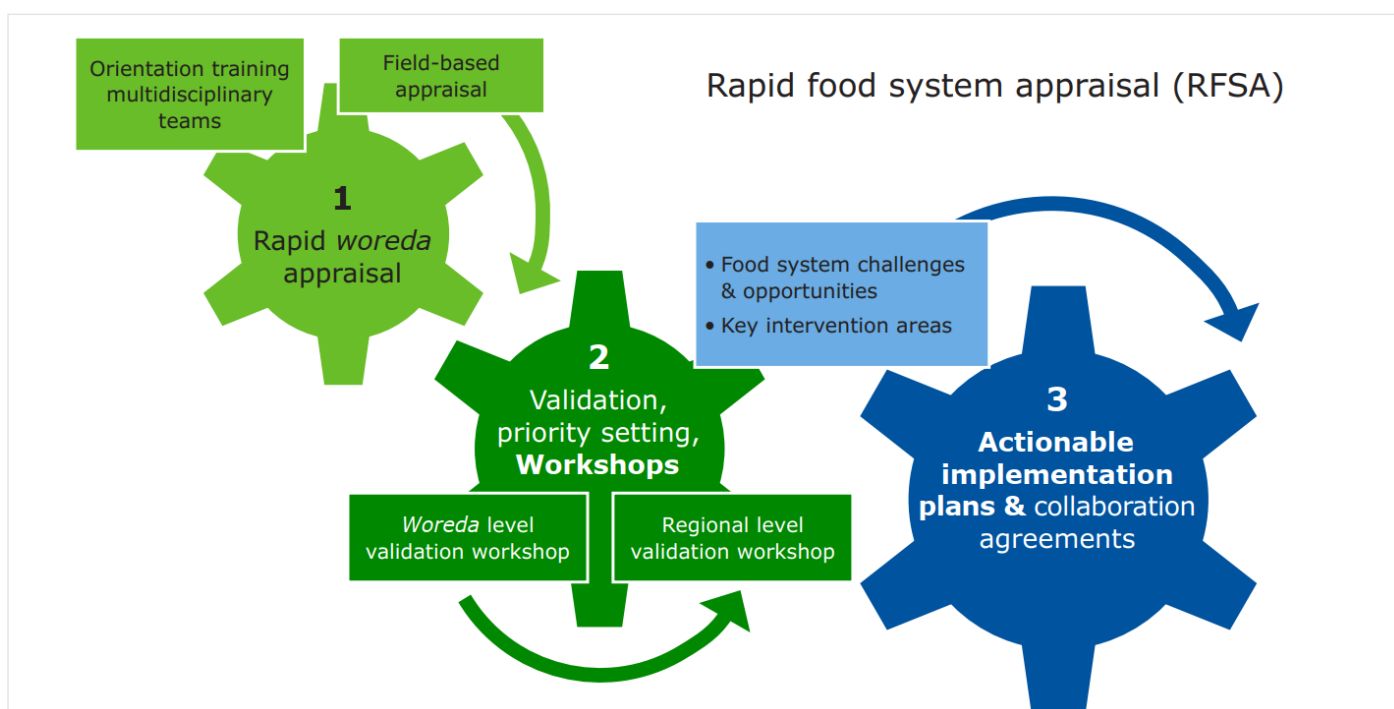 Rapid food system appraisal (RFSA)
Orientation training
multidisciplinary
teams
Field-based
appraisal
1
Rapid woreda
appraisal
2
Validation,
priority setting,
Workshops
Woreda level
validation workshop
Regional level
validation workshop
• Food system challenges
& opportunities
• Key intervention areas
3
Actionable
implementation
plans & collaboration
agreements